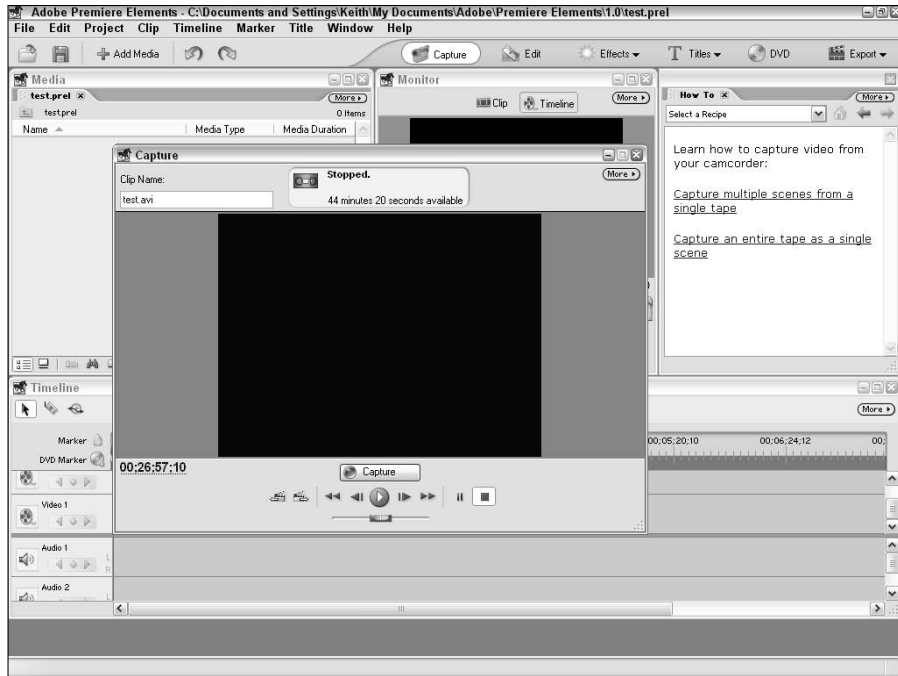 Adobe Premiere Elements - C:\Documents and Settings\Keith\My Documents\Adobe\Premiere Elements\1.0\test.prel
File Edit Project Clip Timeline Marker Title Window Help
Add Media Capture Edit Effects Titles DVD Export
Media
test.prel
More
test.prel 0 Items
Name Media Type Media Duration
Monitor
Clip Timeline More
How To
More
Select a Recipe
Learn how to capture video from
your camcorder:
Capture multiple scenes from a
single tape
Capture an entire tape as a single
scene
Capture
Clip Name:
test.avi
Stopped.
44 minutes 20 seconds available
More
00;26;57;10
Capture
Timeline
More
Marker
DVD Marker
00;05;20;10 00;06;24;12 00;
Video 1
Audio 1
L
R
Audio 2
L